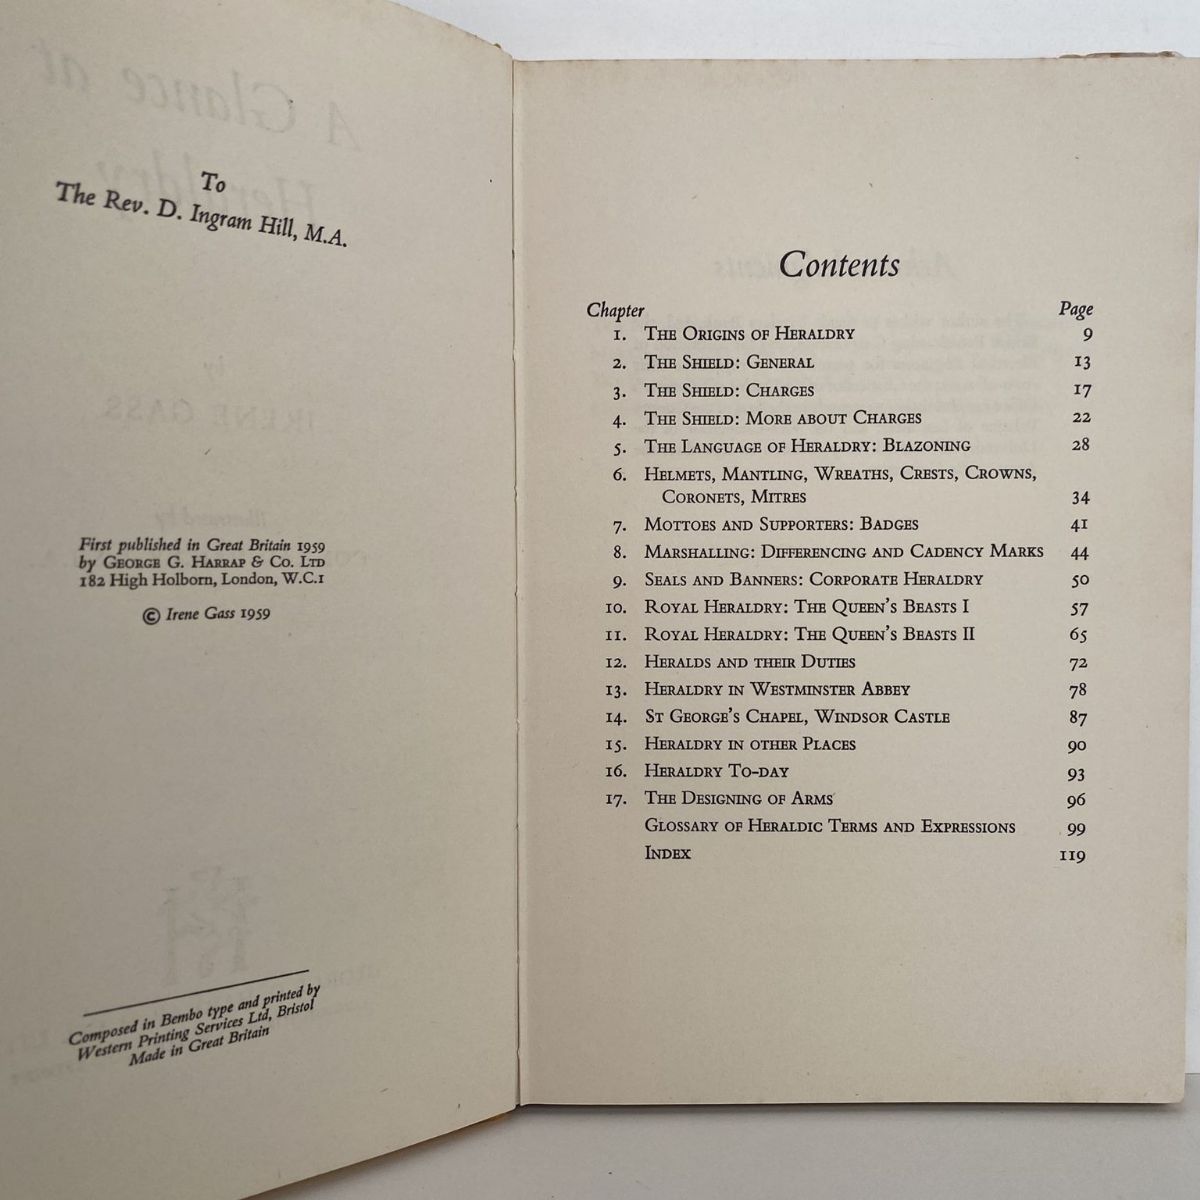 To
The Rev. D. Ingram Hill, M.A.
First published in Great Britain 1959
by George G. Harrap & Co. Ltd
182 High Holborn, London, W.C.1
© Irene Gass 1959
Composed in Bembo type and printed by
Western Printing Services Ltd, Bristol
Made in Great Britain
Contents
Chapter Page
1. The Origins of Heraldry 9
2. The Shield: General 13
3. The Shield: Charges 17
4. The Shield: More about Charges 22
5. The Language of Heraldry: Blazoning 28
6. Helmets, Mantling, Wreaths, Crests, Crowns,
Coronets, Mitres 34
7. Mottoes and Supporters: Badges 41
8. Marshalling: Differencing and Cadency Marks 44
9. Seals and Banners: Corporate Heraldry 50
10. Royal Heraldry: The Queen's Beasts I 57
11. Royal Heraldry: The Queen's Beasts II 65
12. Heralds and their Duties 72
13. Heraldry in Westminster Abbey 78
14. St George's Chapel, Windsor Castle 87
15. Heraldry in other Places 90
16. Heraldry To-day 93
17. The Designing of Arms 96
Glossary of Heraldic Terms and Expressions 99
Index 119